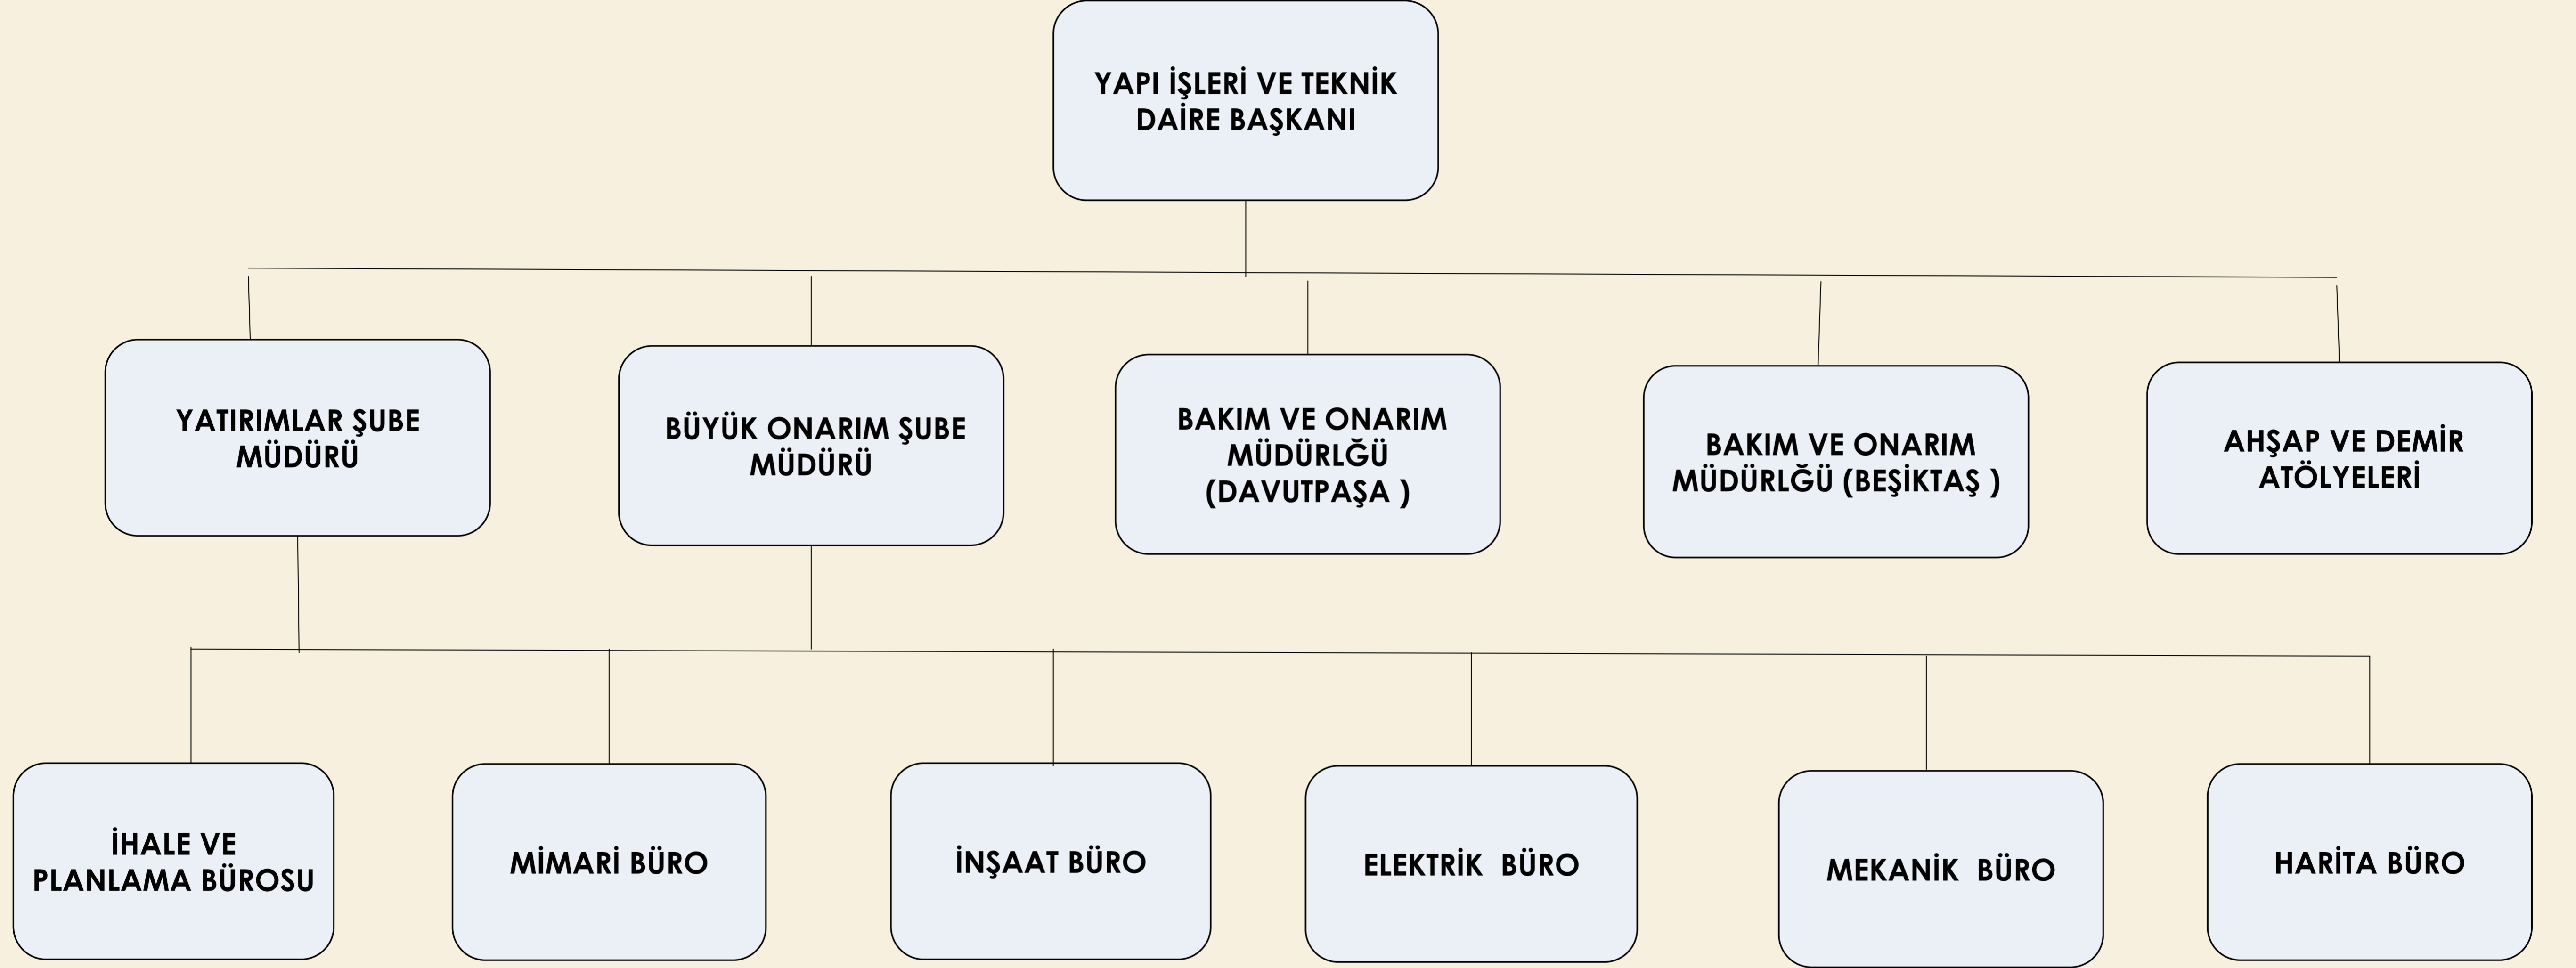 YAPI İŞLERİ VE TEKNİK
DAİRE BAŞKANI
YATIRIMLAR ŞUBE
MÜDÜRÜ
BÜYÜK ONARIM ŞUBE
MÜDÜRÜ
BAKIM VE ONARIM
MÜDÜRLĞÜ
(DAVUTPAŞA )
BAKIM VE ONARIM
MÜDÜRLĞÜ (BEŞİKTAŞ )
AHŞAP VE DEMİR
ATÖLYELERİ
İHALE VE
PLANLAMA BÜROSU
MİMARİ BÜRO
İNŞAAT BÜRO
ELEKTRİK  BÜRO
MEKANİK  BÜRO
HARİTA BÜRO